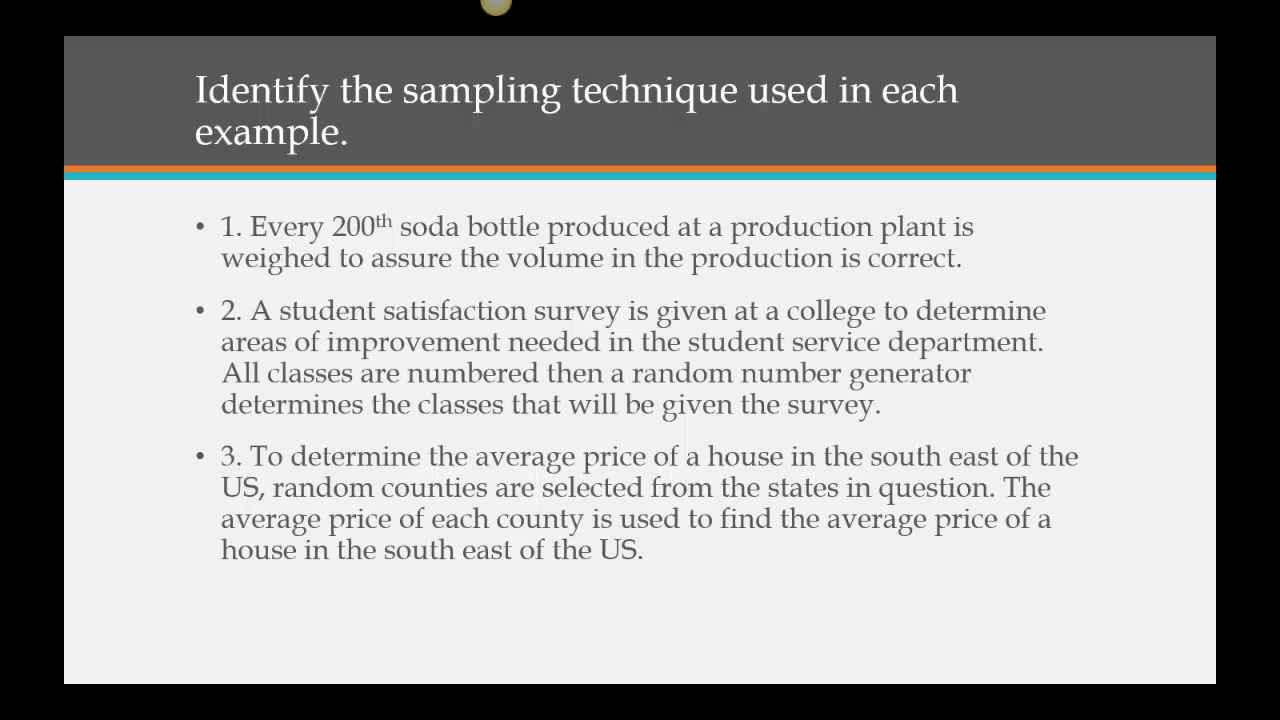 Identify the sampling technique used in each
example.
• 1. Every 200th soda bottle produced at a production plant is
weighed to assure the volume in the production is correct.
• 2. A student satisfaction survey is given at a college to determine
areas of improvement needed in the student service department.
All classes are numbered then a random number generator
determines the classes that will be given the survey.
• 3. To determine the average price of a house in the south east of the
US, random counties are selected from the states in question. The
average price of each county is used to find the average price of a
house in the south east of the US.